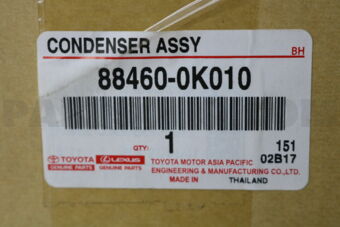 CONDENSER ASSY
BH
88460-0K010
QTY:
1
151
02B17
TOYOTA
GENUINE PARTS
LEXUS
GENUINE PARTS
TOYOTA MOTOR ASIA PACIFIC
ENGINEERING & MANUFACTURING CO.,LTD.
MADE IN THAILAND